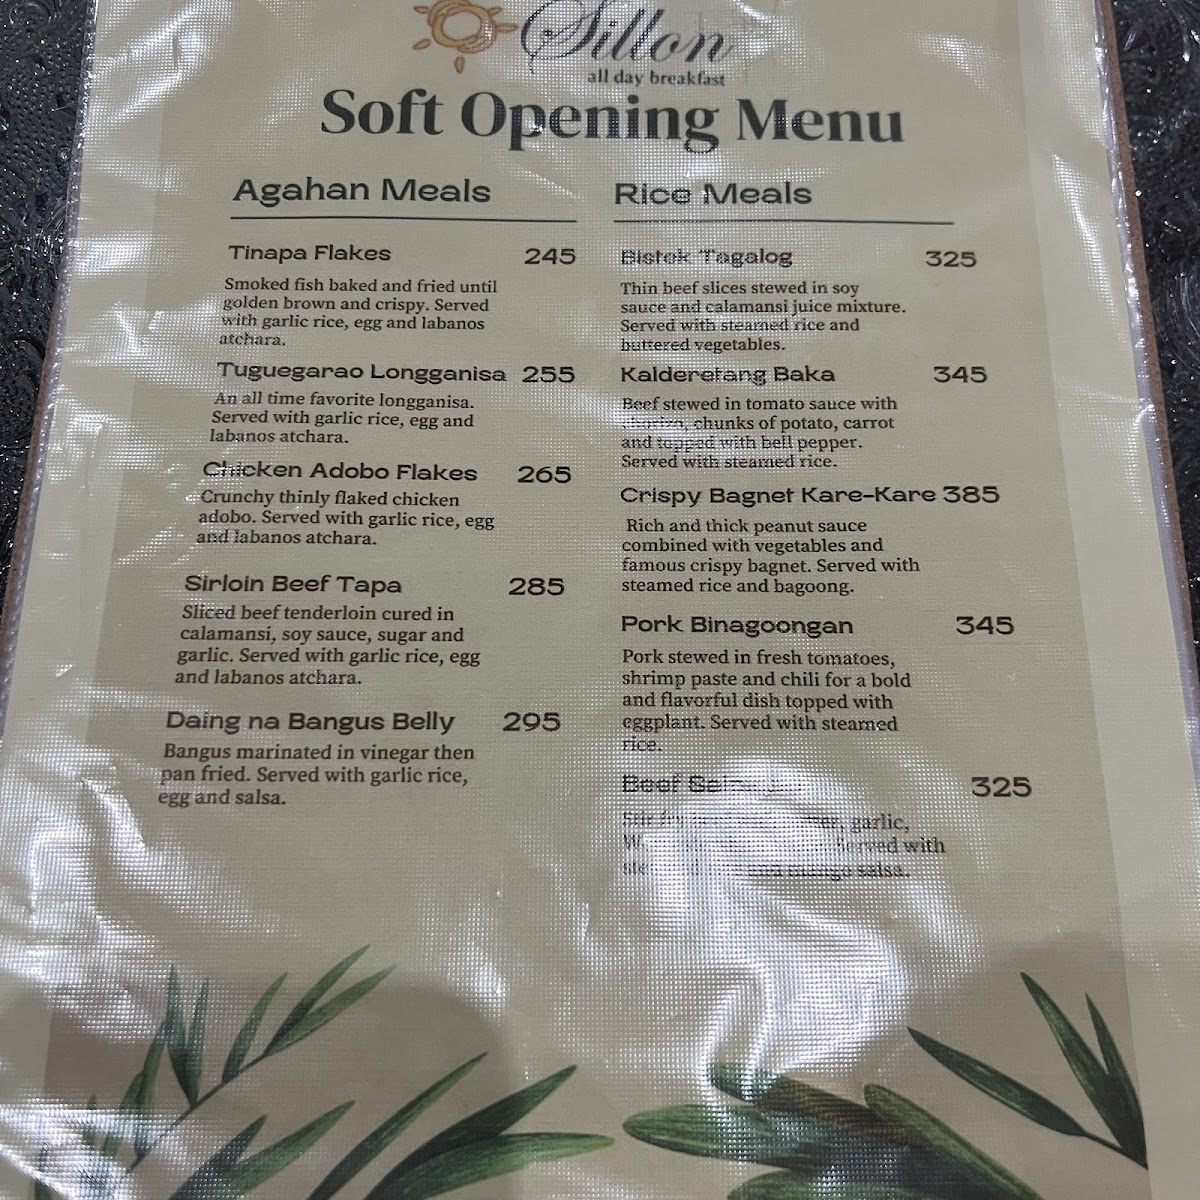 Sillon
all day breakfast
Soft Opening Menu
Agahan Meals
Tinapa Flakes 245
Smoked fish baked and fried until
golden brown and crispy. Served
with garlic rice, egg and labanos
atchara.
Tuguegarao Longganisa 255
An all time favorite longganisa.
Served with garlic rice, egg and
labanos atchara.
Chicken Adobo Flakes 265
Crunchy thinly flaked chicken
adobo. Served with garlic rice, egg
and labanos atchara.
Sirloin Beef Tapa 285
Sliced beef tenderloin cured in
calamansi, soy sauce, sugar and
garlic. Served with garlic rice, egg
and labanos atchara.
Daing na Bangus Belly 295
Bangus marinated in vinegar then
pan fried. Served with garlic rice,
egg and salsa.
Rice Meals
Bistek Tagalog 325
Thin beef slices stewed in soy
sauce and calamansi juice mixture.
Served with steamed rice and
buttered vegetables.
Kalderetang Baka 345
Beef stewed in tomato sauce with
chorizo, chunks of potato, carrot
and topped with bell pepper.
Served with steamed rice.
Crispy Bagnet Kare-Kare 385
Rich and thick peanut sauce
combined with vegetables and
famous crispy bagnet. Served with
steamed rice and bagoong.
Pork Binagoongan 345
Pork stewed in fresh tomatoes,
shrimp paste and chili for a bold
and flavorful dish topped with
eggplant. Served with steamed
rice.
Beef 325
garlic,
Served with
and mango salsa.